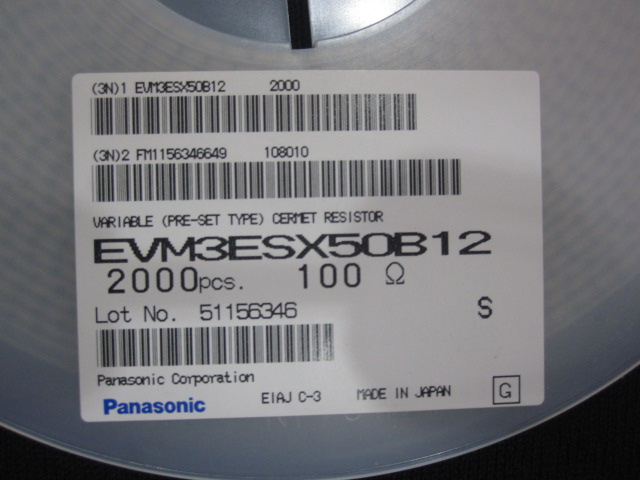 (3N)1 EVM3ESX50B12 2000
(3N)2 FM1156346649 108010
VARIABLE (PRE-SET TYPE) CERMET RESISTOR
EVM3ESX50B12
2000pcs. 100 Ω
Lot No. 51156346 S
Panasonic Corporation
Panasonic EIAJ C-3 MADE IN JAPAN G